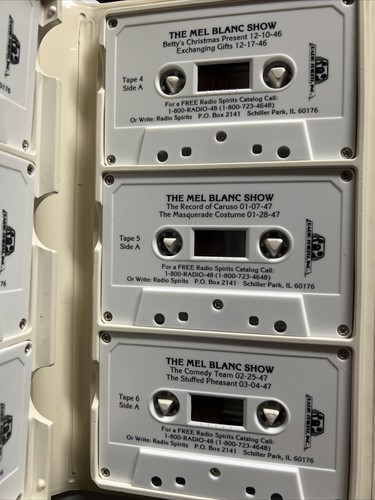 THE MEL BLANC SHOW
Betty's Christmas Present 12-10-46
Exchanging Gifts 12-17-46
Tape 4
Side A
For a FREE Radio Spirits Catalog Call:
1-800-RADIO-48 (1-800-723-4648)
Or Write: Radio Spirits P.O. Box 2141 Schiller Park, IL 60176
THE MEL BLANC SHOW
The Record of Caruso 01-07-47
The Masquerade Costume 01-28-47
Tape 5
Side A
For a FREE Radio Spirits Catalog Call:
1-800-RADIO-48 (1-800-723-4648)
Or Write: Radio Spirits P.O. Box 2141 Schiller Park, IL 60176
THE MEL BLANC SHOW
The Comedy Team 02-25-47
The Stuffed Pheasant 03-04-47
Tape 6
Side A
For a FREE Radio Spirits Catalog Call:
1-800-RADIO-48 (1-800-723-4648)
Or Write: Radio Spirits P.O. Box 2141 Schiller Park, IL 60176